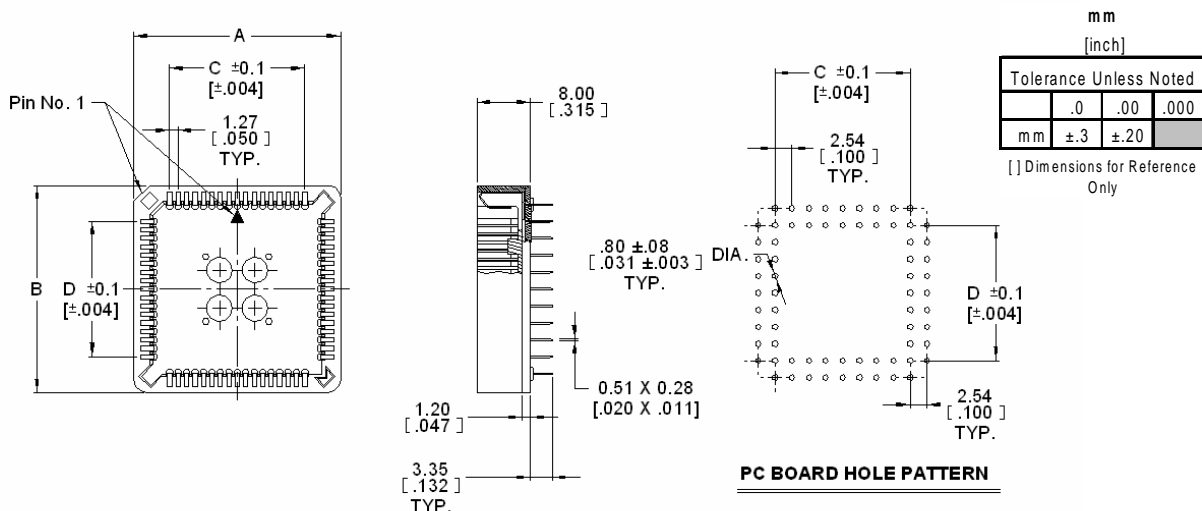 A
C ±0.1
[±.004]
Pin No. 1
1.27
[.050]
TYP.
B
D ±0.1
[±.004]
8.00
[.315]
1.20
[.047]
3.35
[.132]
TYP.
0.51 X 0.28
[.020 X .011]
.80 ±.08
[.031 ±.003]
TYP.
DIA.
C ±0.1
[±.004]
2.54
[.100]
TYP.
D ±0.1
[±.004]
2.54
[.100]
TYP.
PC BOARD HOLE PATTERN
mm
[inch]
Tolerance Unless Noted
.0 .00 .000
mm ±.3 ±.20
[ ] Dimensions for Reference
Only